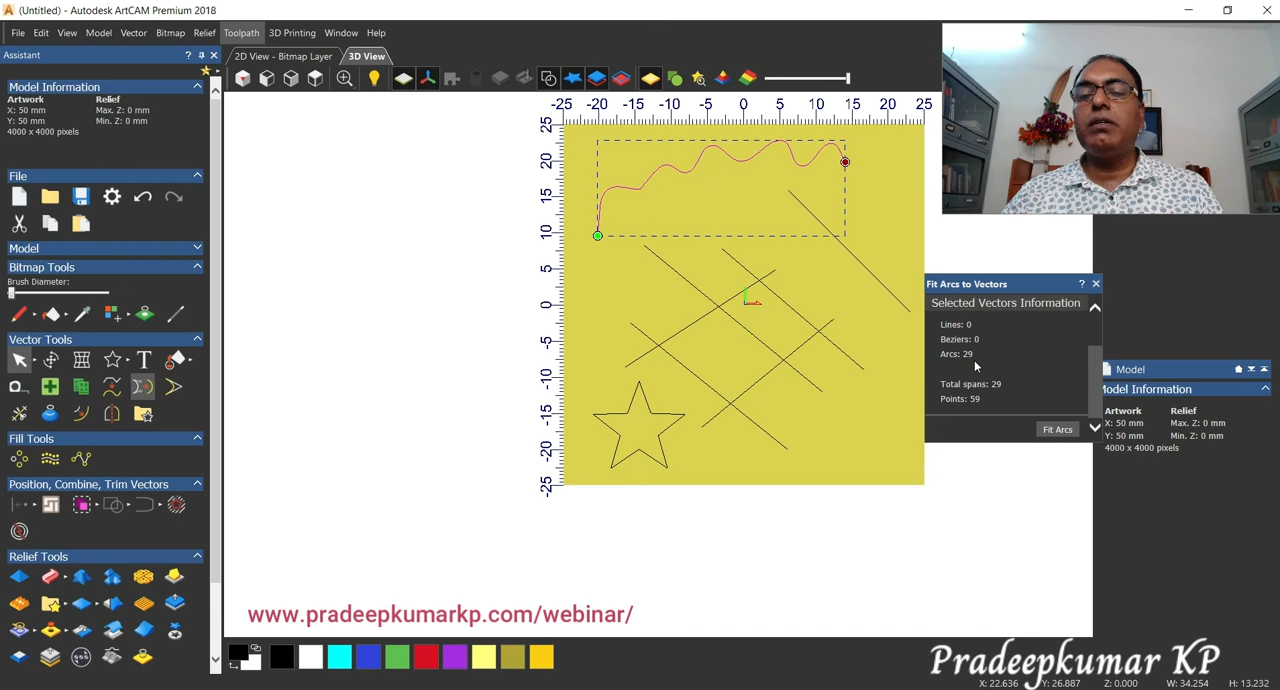 (Untitled) - Autodesk ArtCAM Premium 2018
File Edit View Model Vector Bitmap Relief Toolpath 3D Printing Window Help
Assistant
2D View - Bitmap Layer
3D View
Model Information
Artwork Relief
X: 50 mm Max. Z: 0 mm
Y: 50 mm Min. Z: 0 mm
4000 x 4000 pixels
File
Model
Bitmap Tools
Brush Diameter:
Vector Tools
Fill Tools
Position, Combine, Trim Vectors
Relief Tools
-25 -20 -15 -10 -5 0 5 10 15 20 25
25
20
15
10
5
0
-5
-10
-15
-20
-25
Fit Arcs to Vectors ?
Selected Vectors Information
Lines: 0
Beziers: 0
Arcs: 29
Total spans: 29
Points: 59
Fit Arcs
Model
Model Information
Artwork Relief
X: 50 mm Max. Z: 0 mm
Y: 50 mm Min. Z: 0 mm
4000 x 4000 pixels
www.pradeepkumarkp.com/webinar/
Pradeepkumar KP
X: 22.636 Y: 26.887 Z: 0.000 W: 34.254 H: 13.232